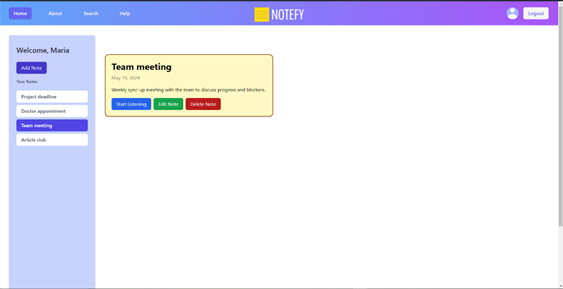 Home About Search Help NOTEFY Logout
Welcome, Maria
Add Note
Your Notes
Project deadline
Doctor appointment
Team meeting
Article club
Team meeting
May 10, 2024
Weekly sync-up meeting with the team to discuss progress and blockers.
Start Listening Edit Note Delete Note